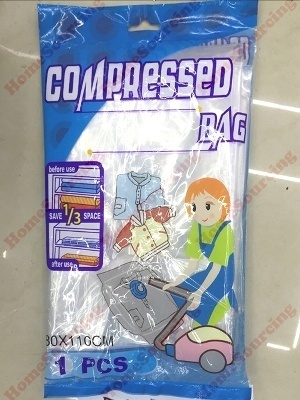 COMPRESSED
BAG
before use
SAVE 1/3 SPACE
after use
80X110CM
1 PCS